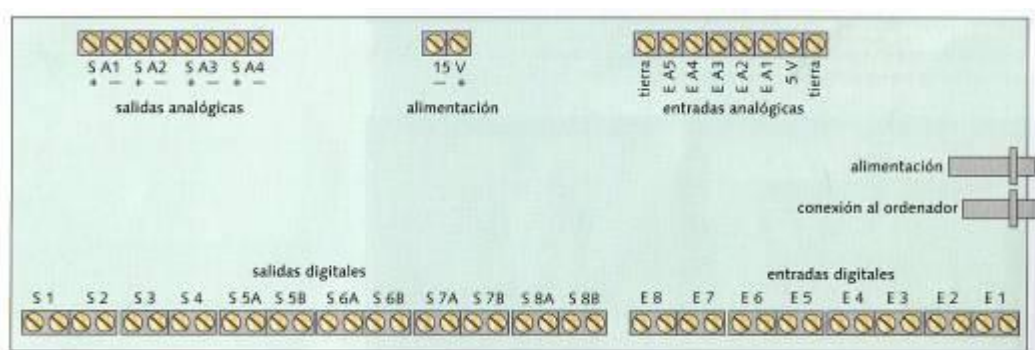 S A1 S A2 S A3 S A4
+ − + − + − + −
salidas analógicas
15 V
− +
alimentación
tierra
E A5
E A4
E A3
E A2
E A1
5 V
tierra
entradas analógicas
alimentación
conexión al ordenador
salidas digitales
S 1 S 2 S 3 S 4 S 5A S 5B S 6A S 6B S 7A S 7B S 8A S 8B
entradas digitales
E 8 E 7 E 6 E 5 E 4 E 3 E 2 E 1